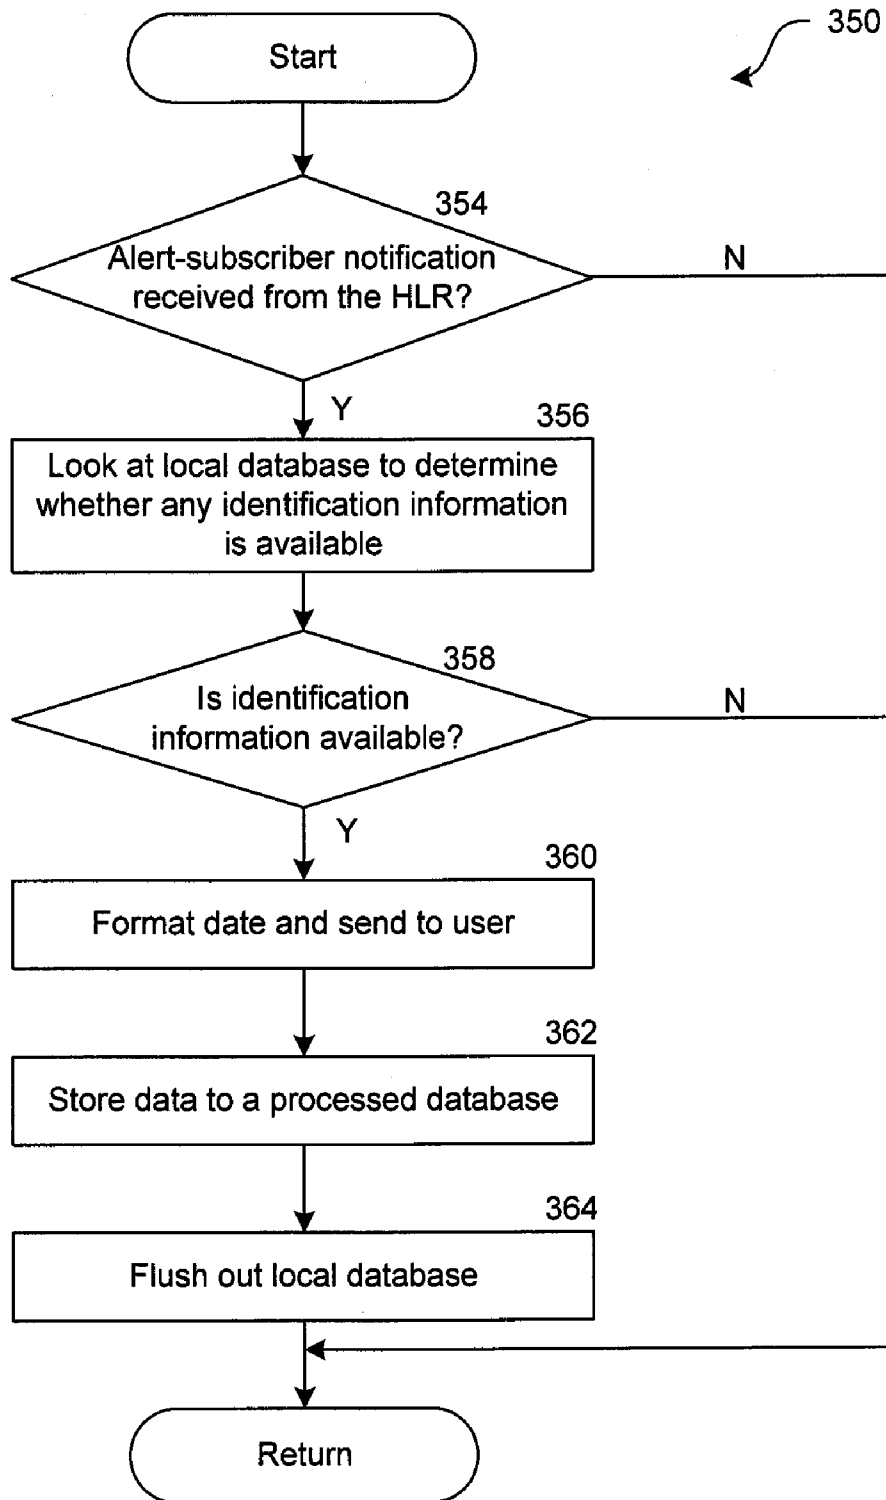 350
Start
354
Alert-subscriber notification
received from the HLR?
N
Y
356
Look at local database to determine
whether any identification information
is available
358
Is identification
information available?
N
Y
360
Format date and send to user
362
Store data to a processed database
364
Flush out local database
Return